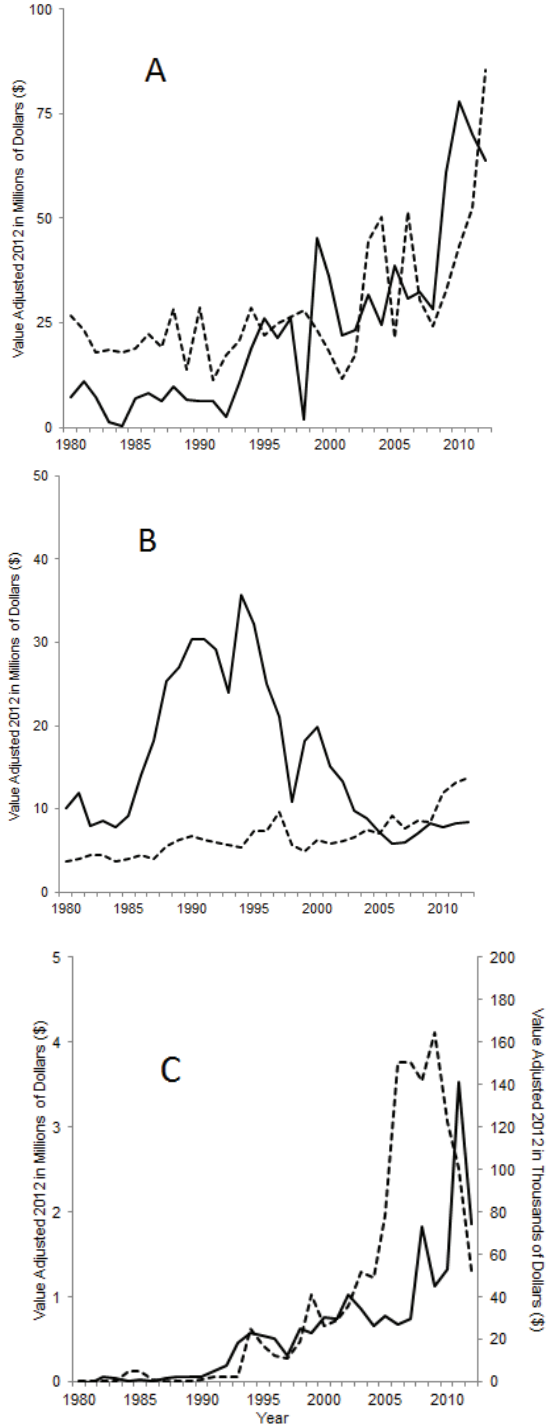 A
Value Adjusted 2012 in Millions of Dollars ($)
100
75
50
25
0
1980 1985 1990 1995 2000 2005 2010
B
Value Adjusted 2012 in Millions of Dollars ($)
50
40
30
20
10
0
1980 1985 1990 1995 2000 2005 2010
C
Value Adjusted 2012 in Millions of Dollars ($)
5
4
3
2
1
0
200
180
160
140
120
100
80
60
40
20
0
Value Adjusted 2012 in Thousands of Dollars ($)
1980 1985 1990 1995 2000 2005 2010
Year